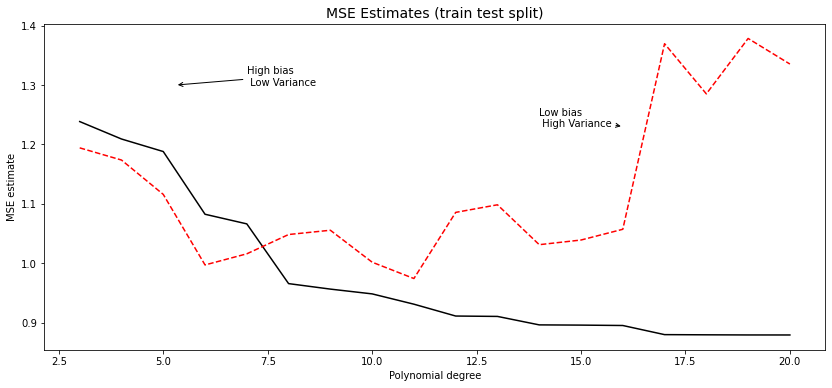 MSE Estimates (train test split)
1.4
1.3
1.2
1.1
1.0
0.9
MSE estimate
High bias
Low Variance
Low bias
High Variance
2.5
5.0
7.5
10.0
12.5
15.0
17.5
20.0
Polynomial degree